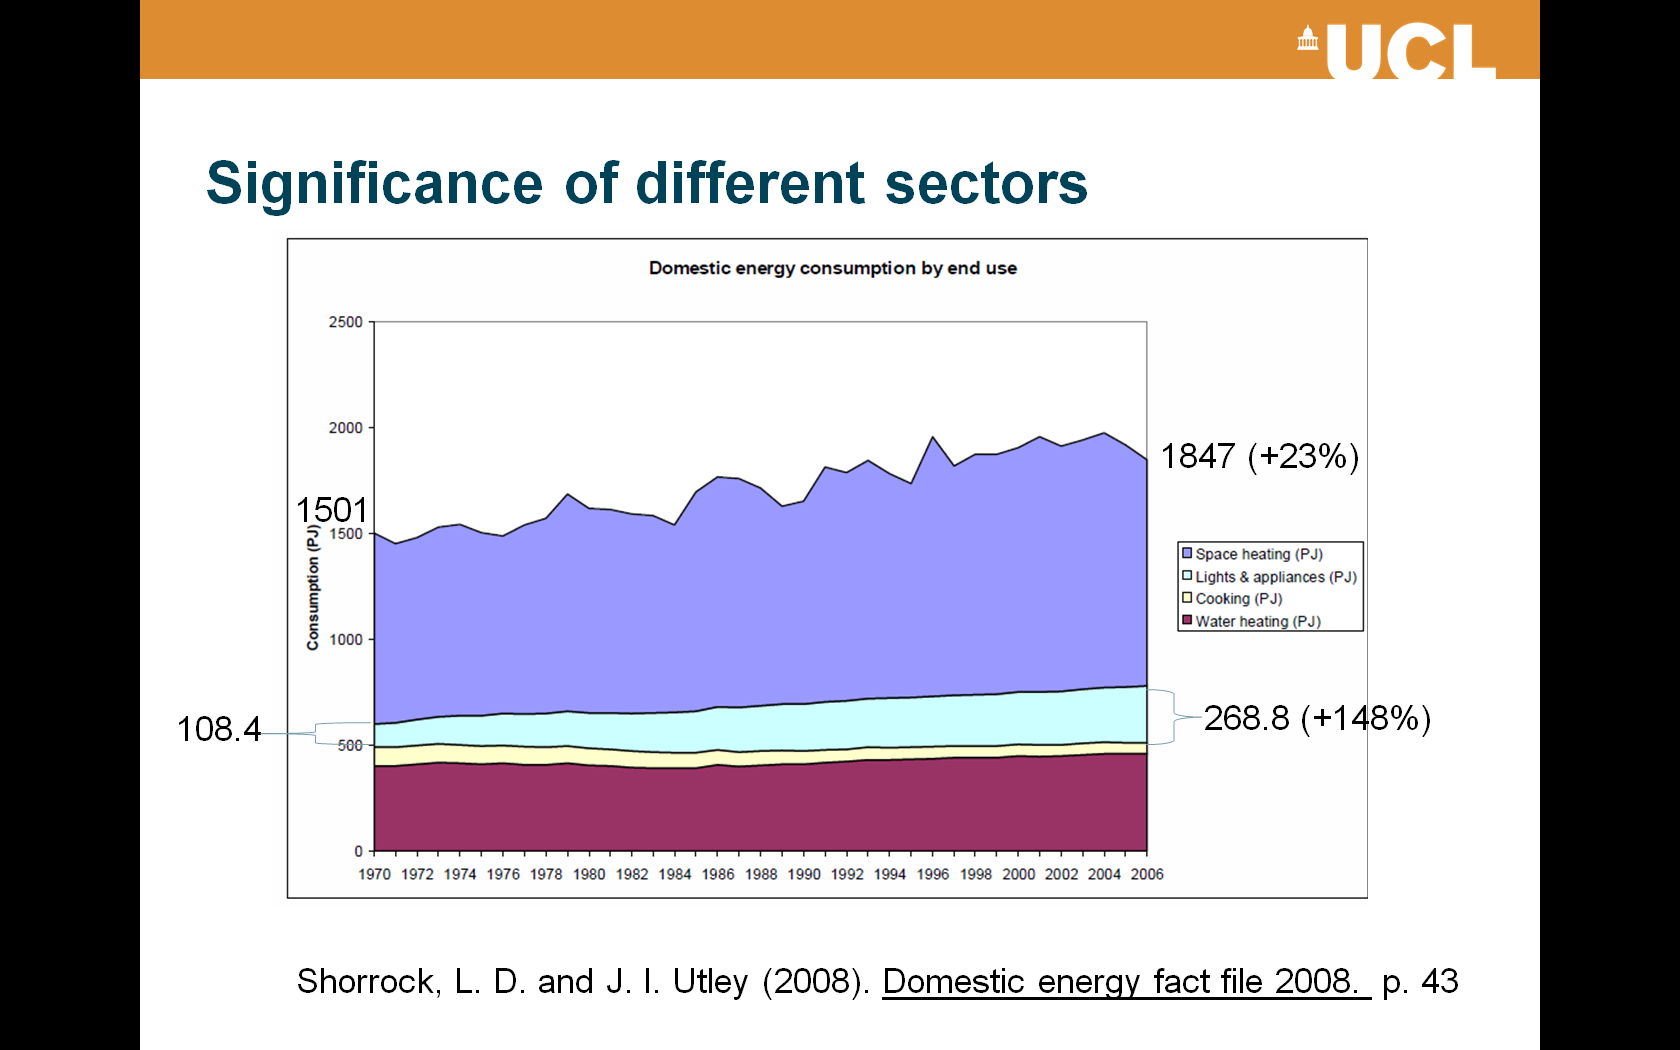 UCL
Significance of different sectors
Domestic energy consumption by end use
2500
2000
1847 (+23%)
1501
1500
Consumption (PJ)
Space heating (PJ)
Lights & appliances (PJ)
Cooking (PJ)
Water heating (PJ)
1000
108.4
268.8 (+148%)
500
0
1970 1972 1974 1976 1978 1980 1982 1984 1986 1988 1990 1992 1994 1996 1998 2000 2002 2004 2006
Shorrock, L. D. and J. I. Utley (2008). Domestic energy fact file 2008. p. 43